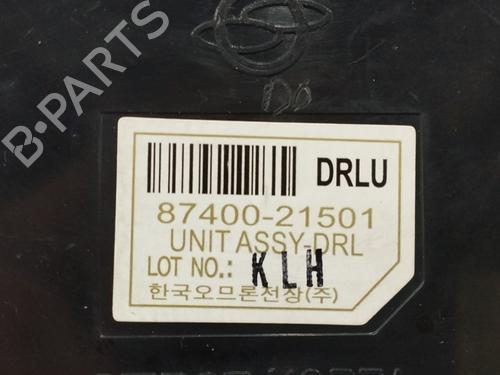 B-PARTS
DRLU
87400-21501
UNIT ASSY-DRL
LOT NO.: KLH
한국오므론전장(주)